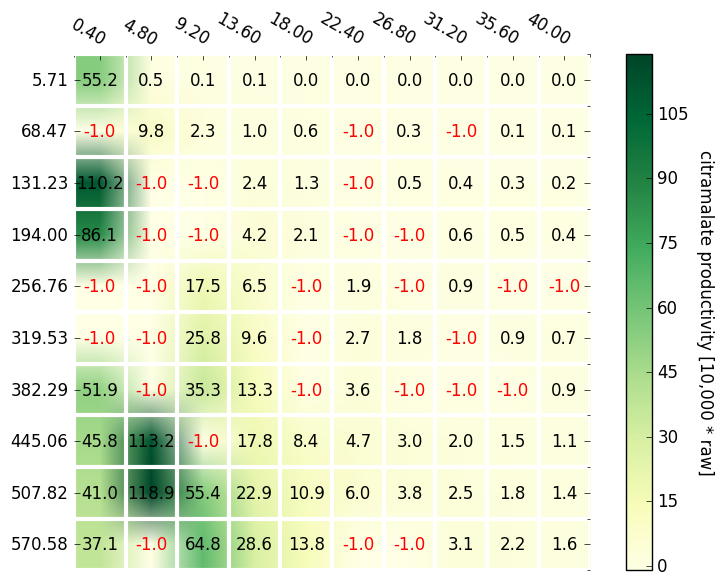 0.40 4.80 9.20 13.60 18.00 22.40 26.80 31.20 35.60 40.00
5.71 55.2 0.5 0.1 0.1 0.0 0.0 0.0 0.0 0.0 0.0
68.47 -1.0 9.8 2.3 1.0 0.6 -1.0 0.3 -1.0 0.1 0.1
131.23 110.2 -1.0 -1.0 2.4 1.3 -1.0 0.5 0.4 0.3 0.2
194.00 86.1 -1.0 -1.0 4.2 2.1 -1.0 -1.0 0.6 0.5 0.4
256.76 -1.0 -1.0 17.5 6.5 -1.0 1.9 -1.0 0.9 -1.0 -1.0
319.53 -1.0 -1.0 25.8 9.6 -1.0 2.7 1.8 -1.0 0.9 0.7
382.29 51.9 -1.0 35.3 13.3 -1.0 3.6 -1.0 -1.0 -1.0 0.9
445.06 45.8 113.2 -1.0 17.8 8.4 4.7 3.0 2.0 1.5 1.1
507.82 41.0 118.9 55.4 22.9 10.9 6.0 3.8 2.5 1.8 1.4
570.58 37.1 -1.0 64.8 28.6 13.8 -1.0 -1.0 3.1 2.2 1.6
105
90
75
60
45
30
15
0
citramalate productivity [10,000 * raw]